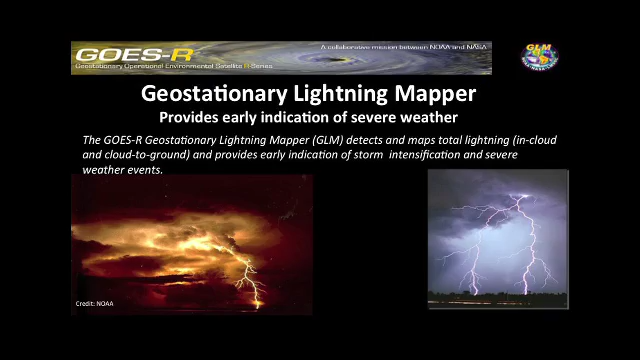 GOES-R
A collaborative mission between NOAA and NASA
Geostationary Operational Environmental Satellite R-Series
GLM
Geostationary Lightning Mapper
Provides early indication of severe weather
The GOES-R Geostationary Lightning Mapper (GLM) detects and maps total lightning (in-cloud
and cloud-to-ground) and provides early indication of storm intensification and severe
weather events.
Credit: NOAA